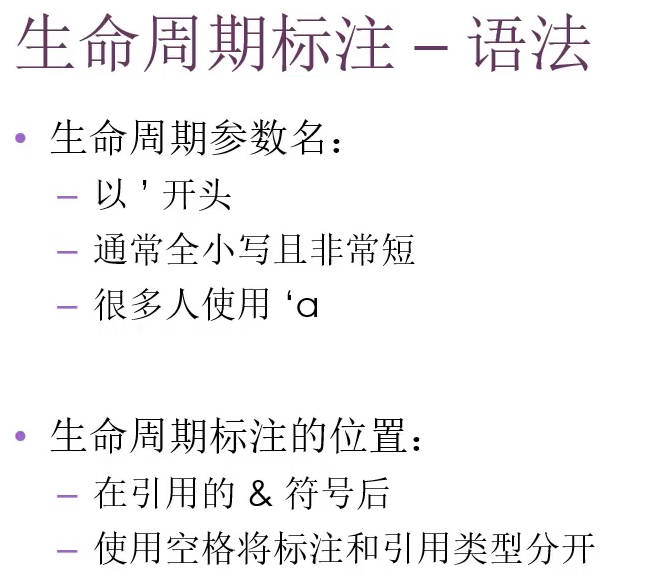 生命周期标注 – 语法
• 生命周期参数名：
– 以 ’ 开头
– 通常全小写且非常短
– 很多人使用 ‘a
• 生命周期标注的位置：
– 在引用的 & 符号后
– 使用空格将标注和引用类型分开